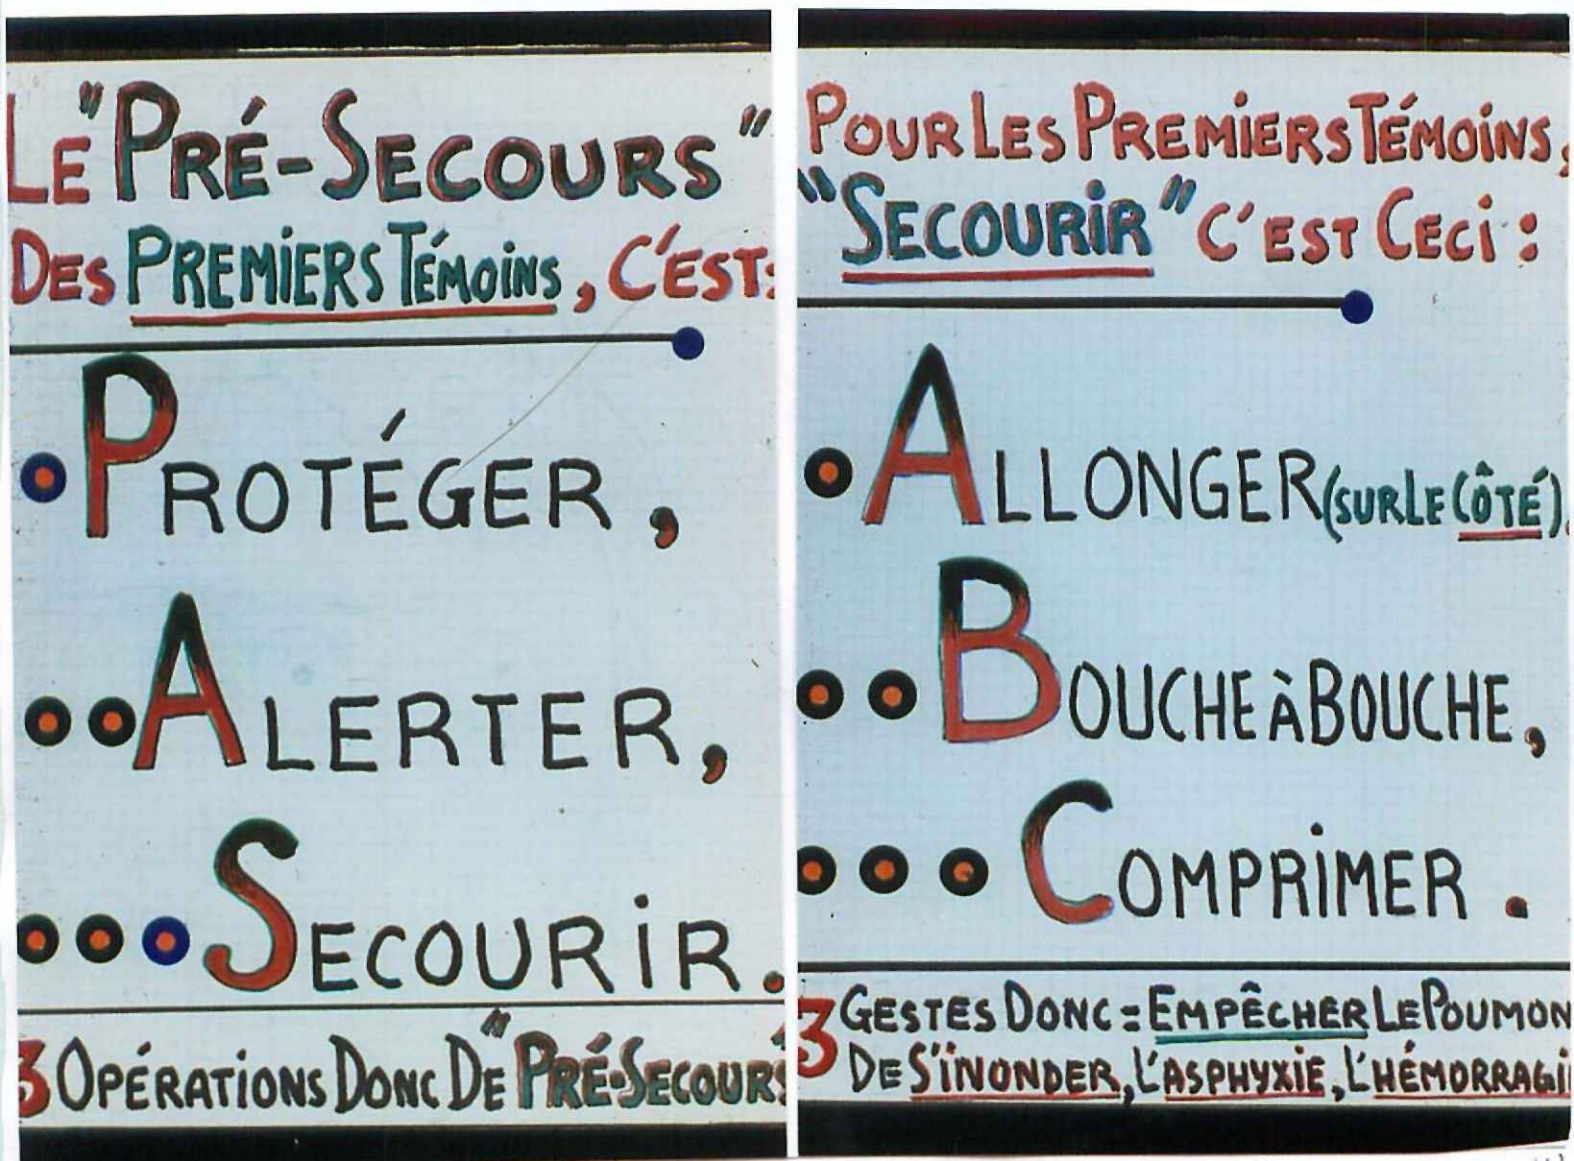 LE "PRÉ-SECOURS"
DES PREMIERS TÉMOINS, C'EST:
PROTÉGER,
ALERTER,
SECOURIR.
3 OPÉRATIONS DONC DE "PRÉ-SECOURS"
POUR LES PREMIERS TÉMOINS,
"SECOURIR" C'EST CECI :
ALLONGER (SUR LE CÔTÉ),
BOUCHE À BOUCHE,
COMPRIMER.
3 GESTES DONC = EMPÊCHER LE POUMON
DE S'INONDER, L'ASPHYXIE, L'HÉMORRAGI